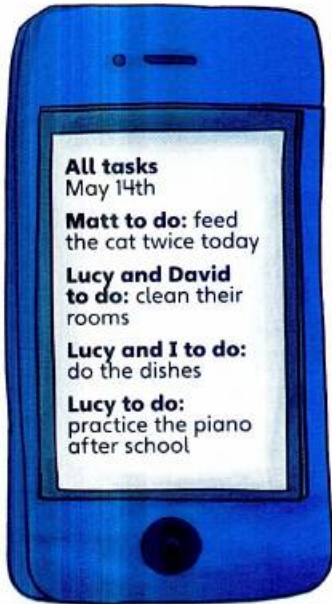 All tasks
May 14th
Matt to do: feed
the cat twice today
Lucy and David
to do: clean their
rooms
Lucy and I to do:
do the dishes
Lucy to do:
practice the piano
after school